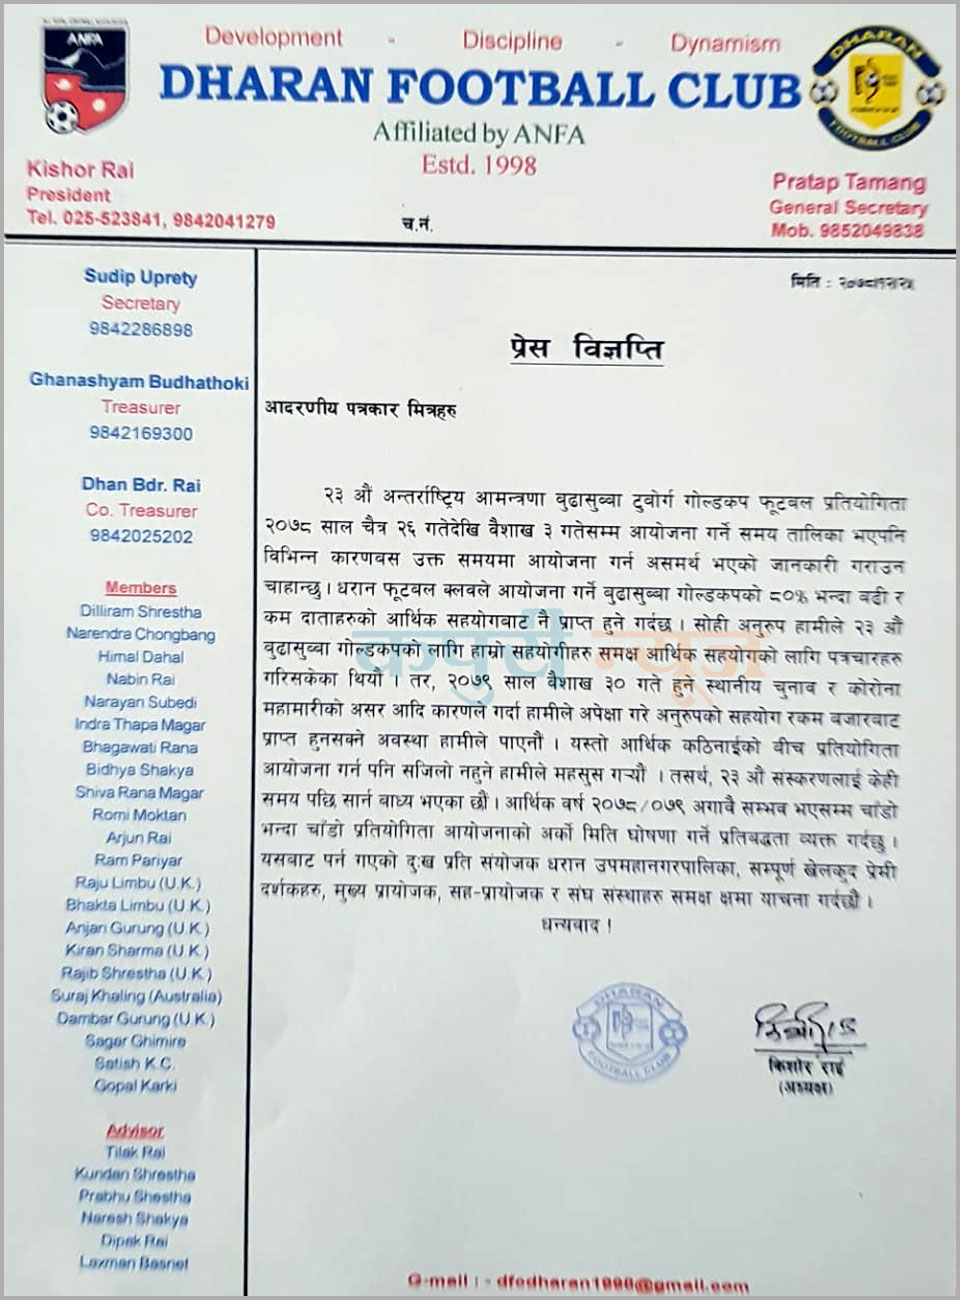 ANFA
Development - Discipline - Dynamism
DHARAN FOOTBALL CLUB
Affiliated by ANFA
Estd. 1998
DHARAN
FOOTBALL CLUB
Kishor Rai
President
Tel. 025-523841, 9842041279
च.नं.
Pratap Tamang
General Secretary
Mob. 9852049838
Sudip Uprety
Secretary
9842286898
Ghanashyam Budhathoki
Treasurer
9842169300
Dhan Bdr. Rai
Co. Treasurer
9842025202
Members
Dilliram Shrestha
Narendra Chongbang
Himal Dahal
Nabin Rai
Narayan Subedi
Indra Thapa Magar
Bhagawati Rana
Bidhya Shakya
Shiva Rana Magar
Romi Moktan
Arjun Rai
Ram Pariyar
Raju Limbu (U.K.)
Bhakta Limbu (U.K.)
Anjan Gurung (U.K.)
Kiran Sharma (U.K.)
Rajib Shrestha (U.K.)
Suraj Khaling (Australia)
Dambar Gurung (U.K.)
Sagar Ghimire
Satish K.C.
Gopal Karki
Advisor
Tilak Rai
Kundan Shrestha
Prabhu Shestha
Naresh Shakya
Dipak Rai
Laxman Basnet
मिति :
प्रेस विज्ञप्ति
आदरणीय पत्रकार मित्रहरु
२३ औं अन्तर्राष्ट्रिय आमन्त्रणा बुढासुब्बा टुवोर्ग गोल्डकप फूटवल प्रतियोगिता
२०७८ साल चैत्र २६ गतेदेखि वैशाख ३ गतेसम्म आयोजना गर्ने समय तालिका भएपनि
विभिन्न कारणवस उक्त समयमा आयोजना गर्न असमर्थ भएको जानकारी गराउन
चाहान्छु । धरान फूटवल क्लवले आयोजना गर्ने बुढासुब्बा गोल्डकपको ८०% भन्दा बढी र
कम दाताहरुको आर्थिक सहयोगबाट नै प्राप्त हुने गर्दछ । सोही अनुरुप हामीले २३ औं
बुढासुब्बा गोल्डकपको लागि हाम्रो सहयोगीहरु समक्ष आर्थिक सहयोगको लागि पत्रचारहरु
गरिसकेका थियौं । तर, २०७९ साल वैशाख ३० गते हुने स्थानीय चुनाव र कोरोना
महामारीको असर आदि कारणले गर्दा हामीले अपेक्षा गरे अनुरुपको सहयोग रकम बजारबाट
प्राप्त हुनसक्ने अवस्था हामीले पाएनौं । यस्तो आर्थिक कठिनाईको बीच प्रतियोगिता
आयोजना गर्न पनि सजिलो नहुने हामीले महसुस गर्‍यौं । तसर्थ, २३ औं संस्करणलाई केही
समय पछि सार्न बाध्य भएका छौं । आर्थिक वर्ष २०७८/०७९ अगावै सम्भव भएसम्म चाँडो
भन्दा चाँडो प्रतियोगिता आयोजनाको अर्को मिति घोषणा गर्ने प्रतिबद्धता व्यक्त गर्दछु ।
यसबाट पर्न गएको दुःख प्रति संयोजक धरान उपमहानगरपालिका, सम्पूर्ण खेलकुद प्रेमी
दर्शकहरु, मुख्य प्रायोजक, सह-प्रायोजक र संघ संस्थाहरु समक्ष क्षमा याचना गर्दछौं ।
धन्यवाद !
कपुरी न्यूज
DHARAN
FOOTBALL CLUB
किशोर राई
(अध्यक्ष)
G-mail : - dfcdharan1998@gmail.com